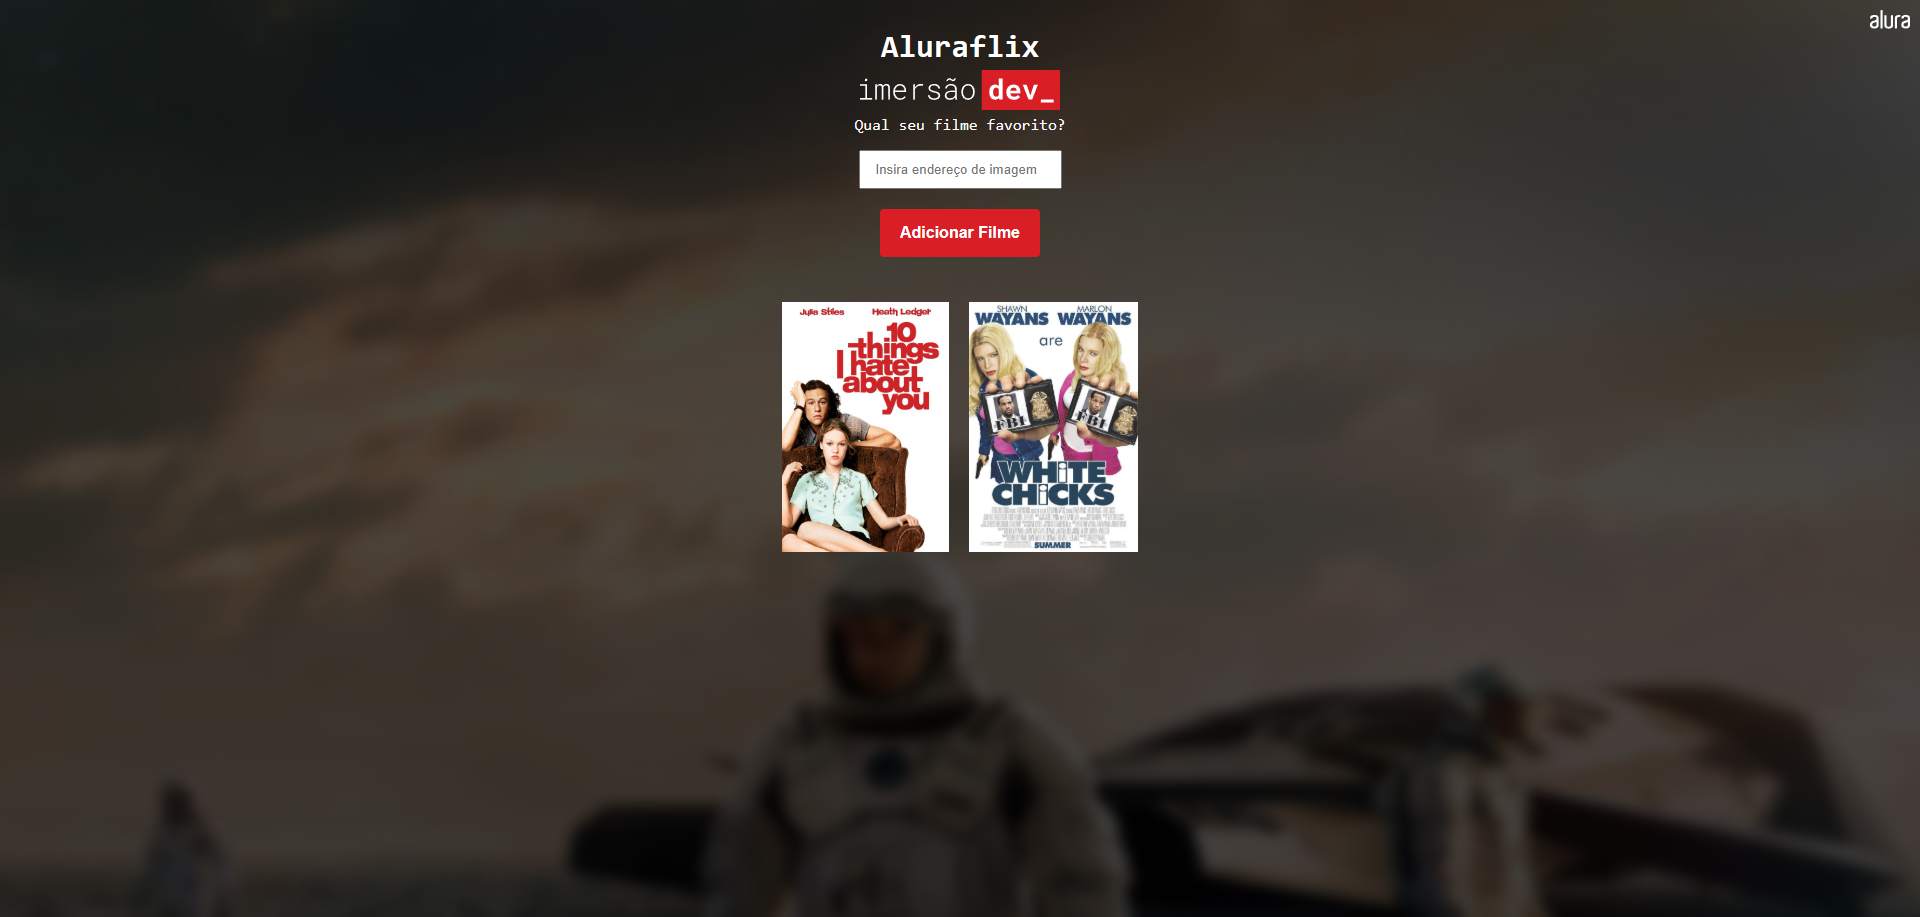 alura
Aluraflix
imersão dev_
Qual seu filme favorito?
Insira endereço de imagem
Adicionar Filme
Julia Stiles Heath Ledger
10
things
I hate
about
you
SHAWN MARLON
WAYANS WAYANS
are
FBI FBI
WHiTE
CHiCKS
SUMMER